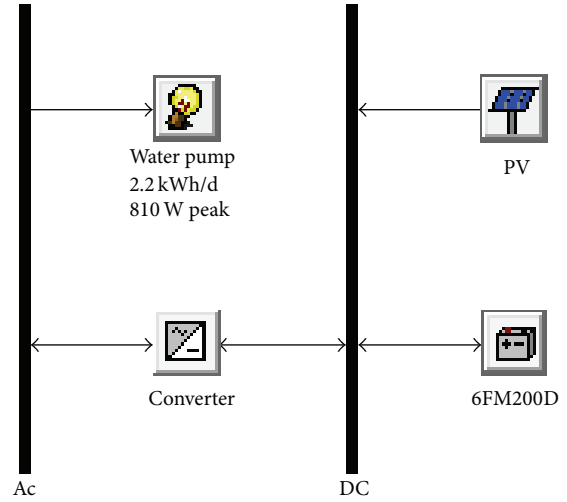 Water pump
2.2 kWh/d
810 W peak
PV
Converter
6FM200D
Ac
DC